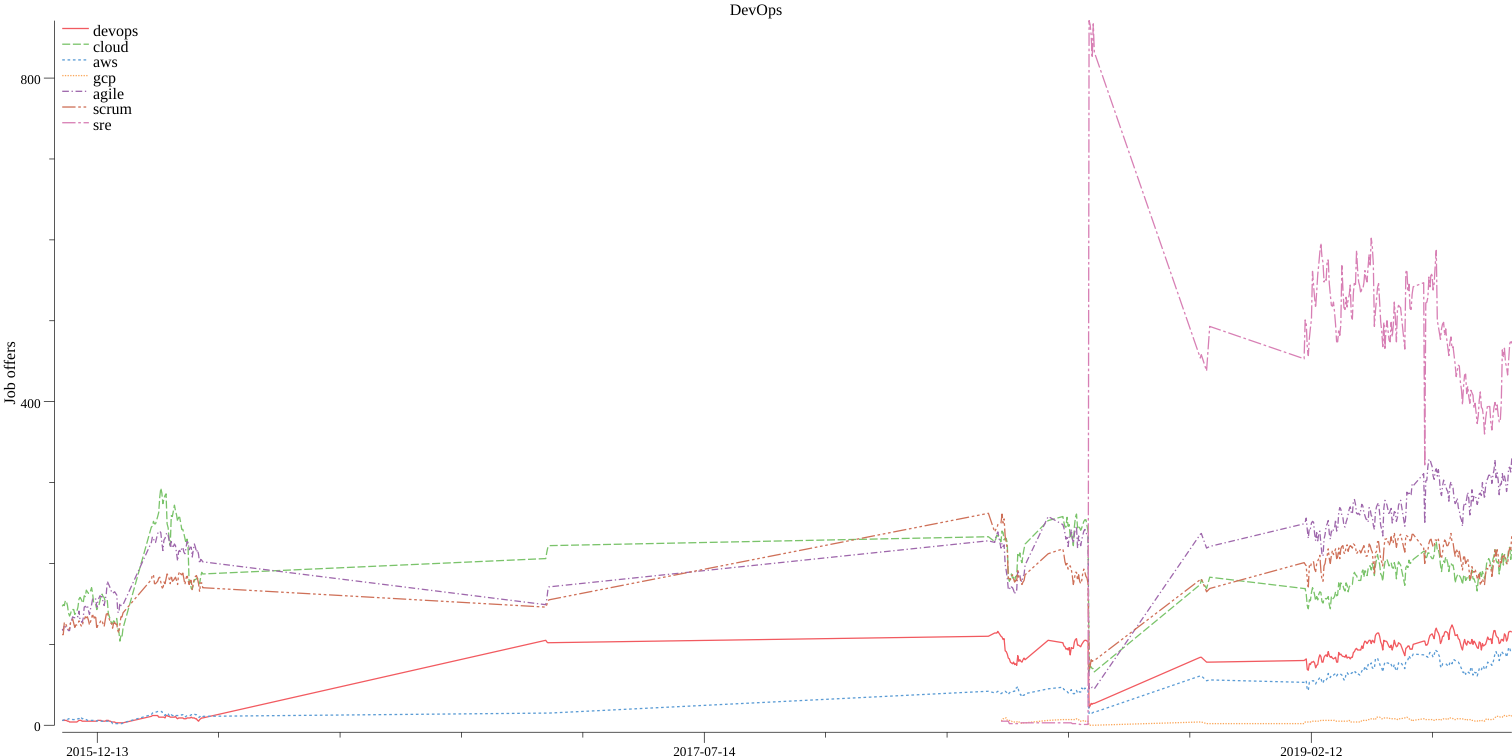 DevOps
devops
cloud
aws
gcp
agile
scrum
sre
800
400
0
Job offers
2015-12-13
2017-07-14
2019-02-12